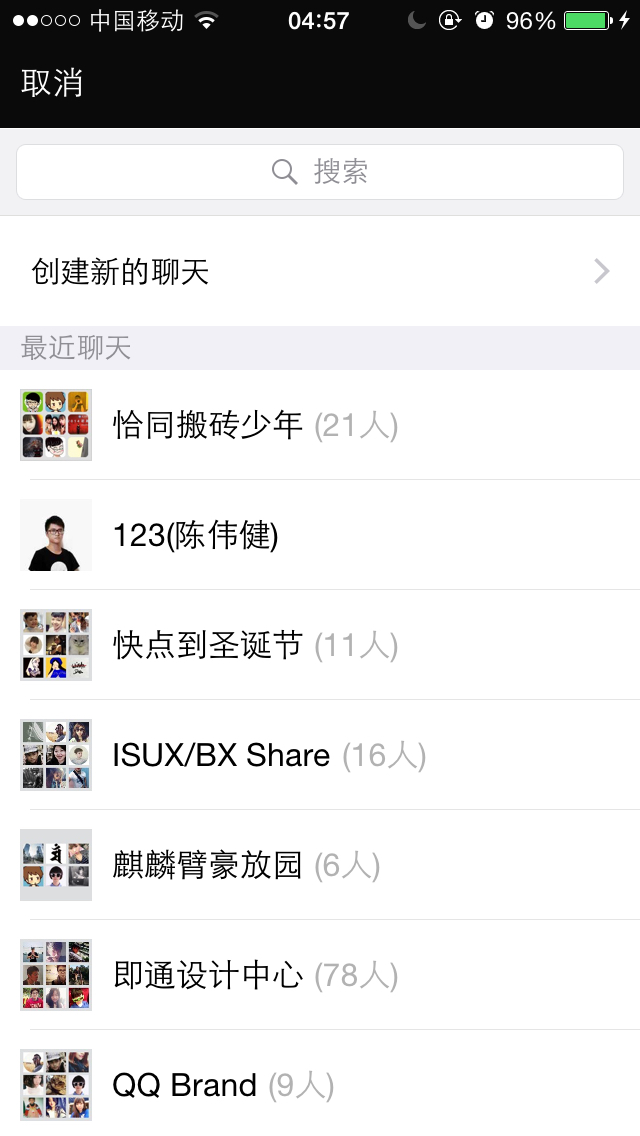 中国移动 04:57 96%
取消
搜索
创建新的聊天
最近聊天
恰同搬砖少年 (21人)
123(陈伟健)
快点到圣诞节 (11人)
ISUX/BX Share (16人)
麒麟臂豪放园 (6人)
即通设计中心 (78人)
QQ Brand (9人)